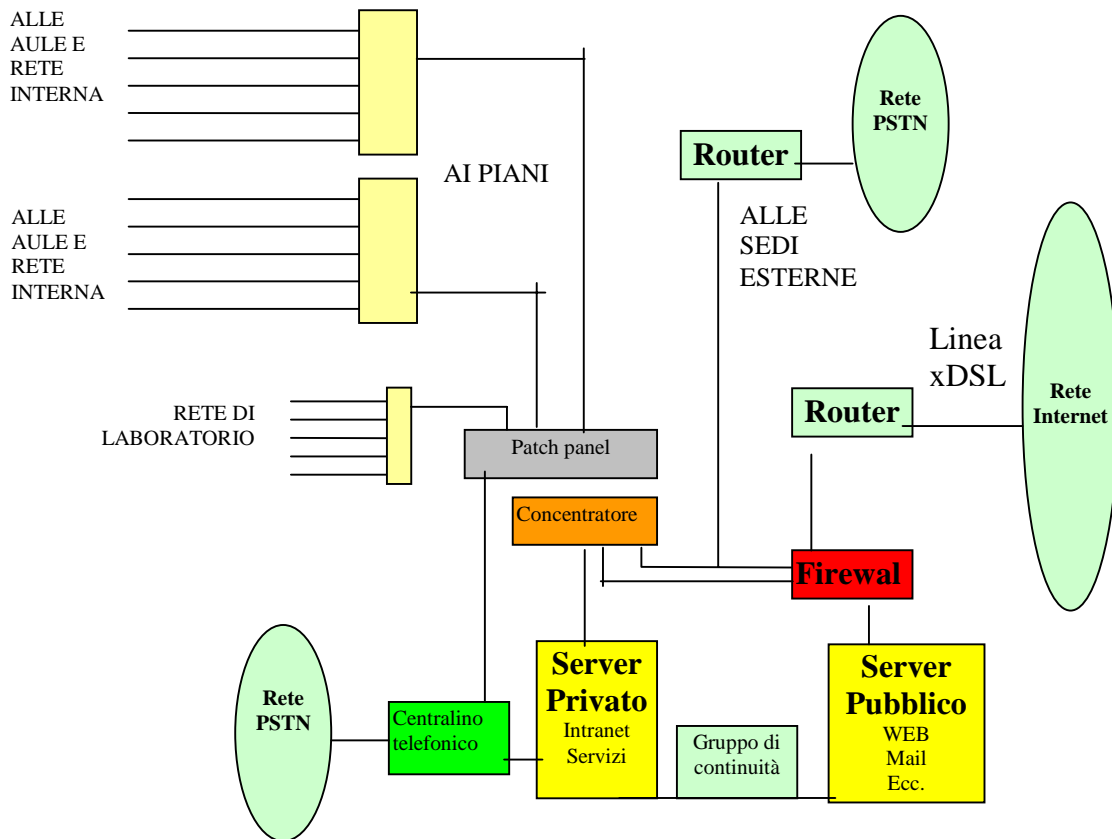 ALLE
AULE E
RETE
INTERNA
AI PIANI
ALLE
AULE E
RETE
INTERNA
RETE DI
LABORATORIO
Patch panel
Concentratore
Router
Rete
PSTN
ALLE
SEDI
ESTERNE
Linea
xDSL
Router
Rete
Internet
Firewal
Rete
PSTN
Centralino
telefonico
Server
Privato
Intranet
Servizi
Gruppo di
continuità
Server
Pubblico
WEB
Mail
Ecc.